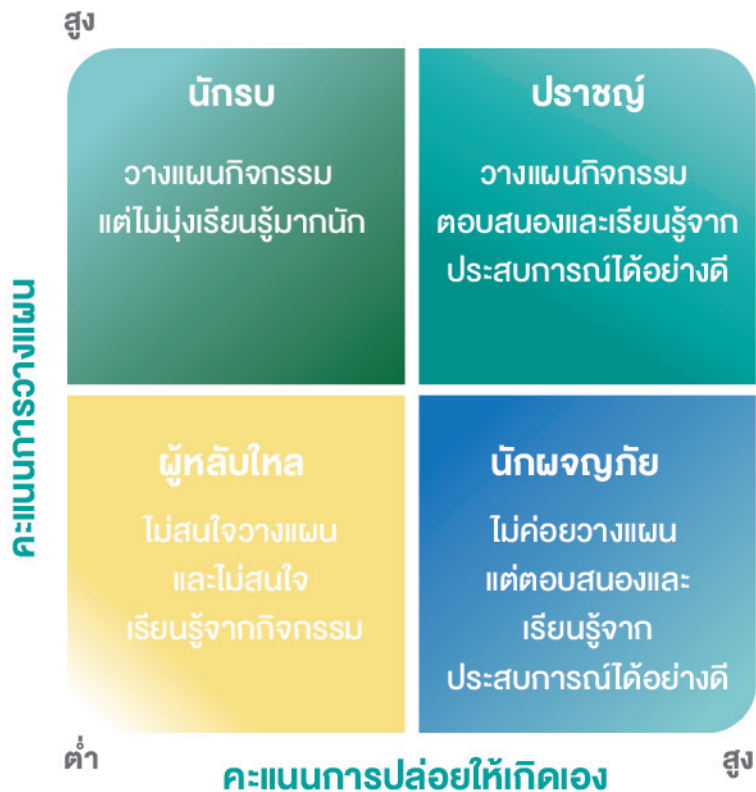 สูง
นักรบ
วางแผนกิจกรรม
แต่ไม่มุ่งเรียนรู้มากนัก
ปราชญ์
วางแผนกิจกรรม
ตอบสนองและเรียนรู้จาก
ประสบการณ์ได้อย่างดี
คะแนนการวางแผน
ผู้หลับใหล
ไม่สนใจวางแผน
และไม่สนใจ
เรียนรู้จากกิจกรรม
นักผจญภัย
ไม่ค่อยวางแผน
แต่ตอบสนองและ
เรียนรู้จาก
ประสบการณ์ได้อย่างดี
ต่ำ
คะแนนการปล่อยให้เกิดเอง
สูง